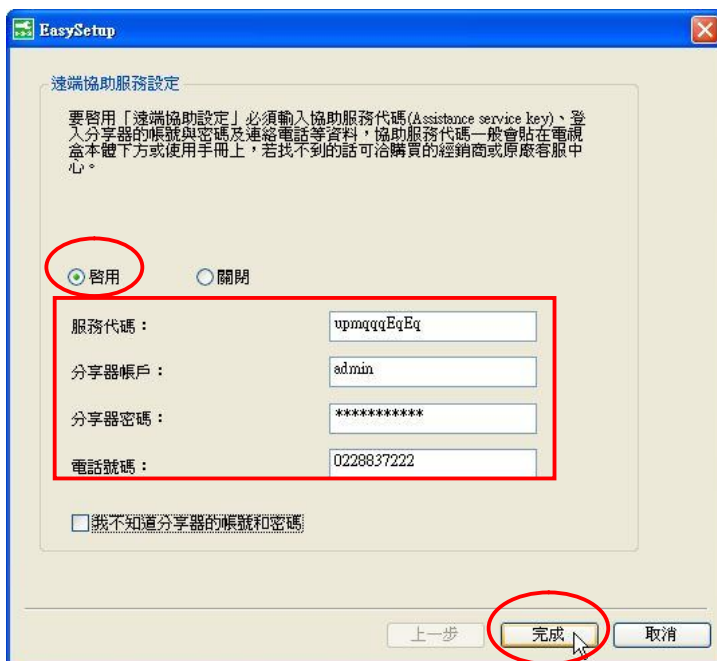 EasySetup
遠端協助服務設定
要啓用「遠端協助設定」必須輸入協助服務代碼(Assistance service key)、登
入分享器的帳號與密碼及連絡電話等資料，協助服務代碼一般會貼在電視
盒本體下方或使用手冊上，若找不到的話可洽購買的經銷商或原廠客服中
心。
啓用 關閉
服務代碼： upmqqqEqEq
分享器帳戶： admin
分享器密碼： ***********
電話號碼： 0228837222
我不知道分享器的帳號和密碼
上一步 完成 取消